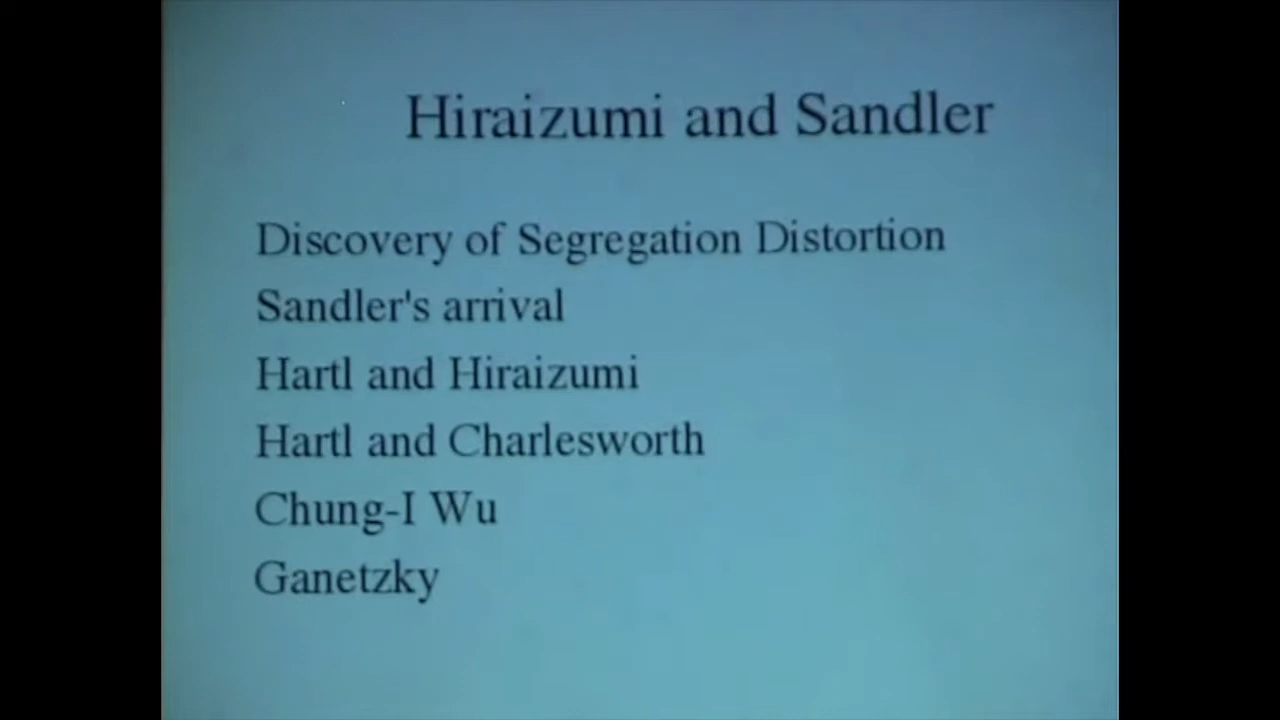 Hiraizumi and Sandler
Discovery of Segregation Distortion
Sandler's arrival
Hartl and Hiraizumi
Hartl and Charlesworth
Chung-I Wu
Ganetzky